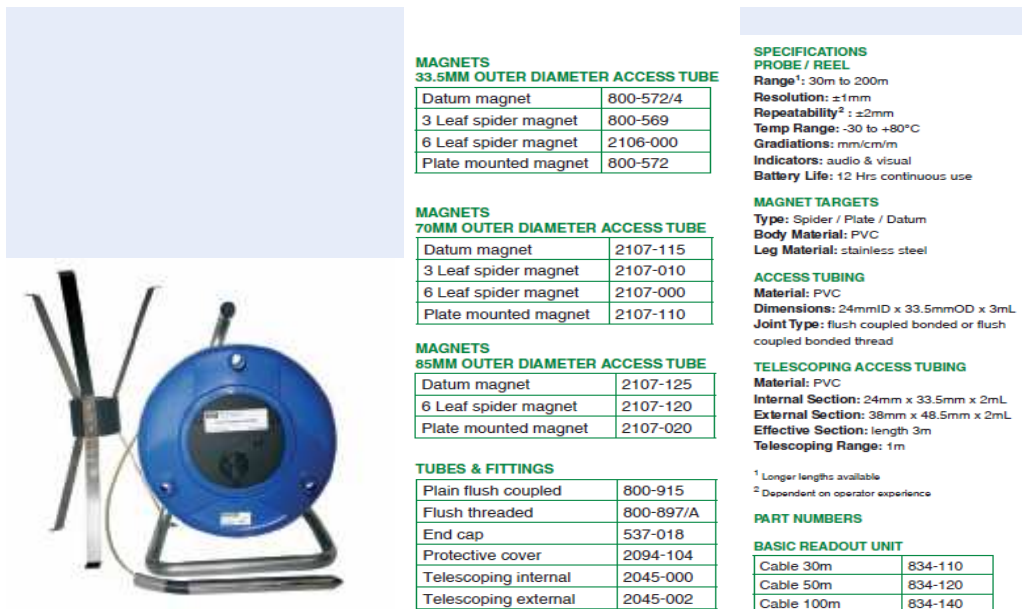 MAGNETS
33.5MM OUTER DIAMETER ACCESS TUBE
Datum magnet 800-572/4
3 Leaf spider magnet 800-569
6 Leaf spider magnet 2106-000
Plate mounted magnet 800-572
MAGNETS
70MM OUTER DIAMETER ACCESS TUBE
Datum magnet 2107-115
3 Leaf spider magnet 2107-010
6 Leaf spider magnet 2107-000
Plate mounted magnet 2107-110
MAGNETS
85MM OUTER DIAMETER ACCESS TUBE
Datum magnet 2107-125
6 Leaf spider magnet 2107-120
Plate mounted magnet 2107-020
TUBES & FITTINGS
Plain flush coupled 800-915
Flush threaded 800-897/A
End cap 537-018
Protective cover 2094-104
Telescoping internal 2045-000
Telescoping external 2045-002
SPECIFICATIONS
PROBE / REEL
Range¹: 30m to 200m
Resolution: ±1mm
Repeatability² : ±2mm
Temp Range: -30 to +80°C
Gradiations: mm/cm/m
Indicators: audio & visual
Battery Life: 12 Hrs continuous use
MAGNET TARGETS
Type: Spider / Plate / Datum
Body Material: PVC
Leg Material: stainless steel
ACCESS TUBING
Material: PVC
Dimensions: 24mmID x 33.5mmOD x 3mL
Joint Type: flush coupled bonded or flush
coupled bonded thread
TELESCOPING ACCESS TUBING
Material: PVC
Internal Section: 24mm x 33.5mm x 2mL
External Section: 38mm x 48.5mm x 2mL
Effective Section: length 3m
Telescoping Range: 1m
¹ Longer lengths available
² Dependent on operator experience
PART NUMBERS
BASIC READOUT UNIT
Cable 30m 834-110
Cable 50m 834-120
Cable 100m 834-140